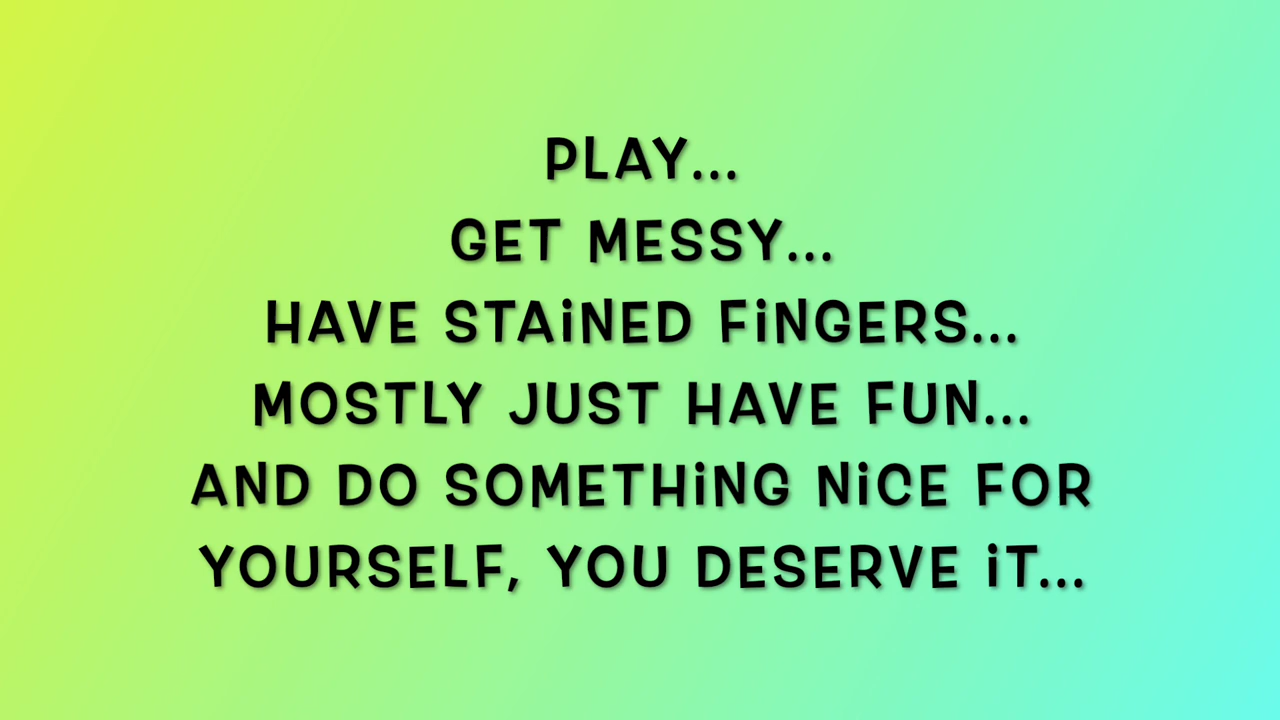 PLAY...
GET MESSY...
HAVE STAiNED FiNGERS...
MOSTLY JUST HAVE FUN...
AND DO SOMETHiNG NiCE FOR
YOURSELF, YOU DESERVE iT...